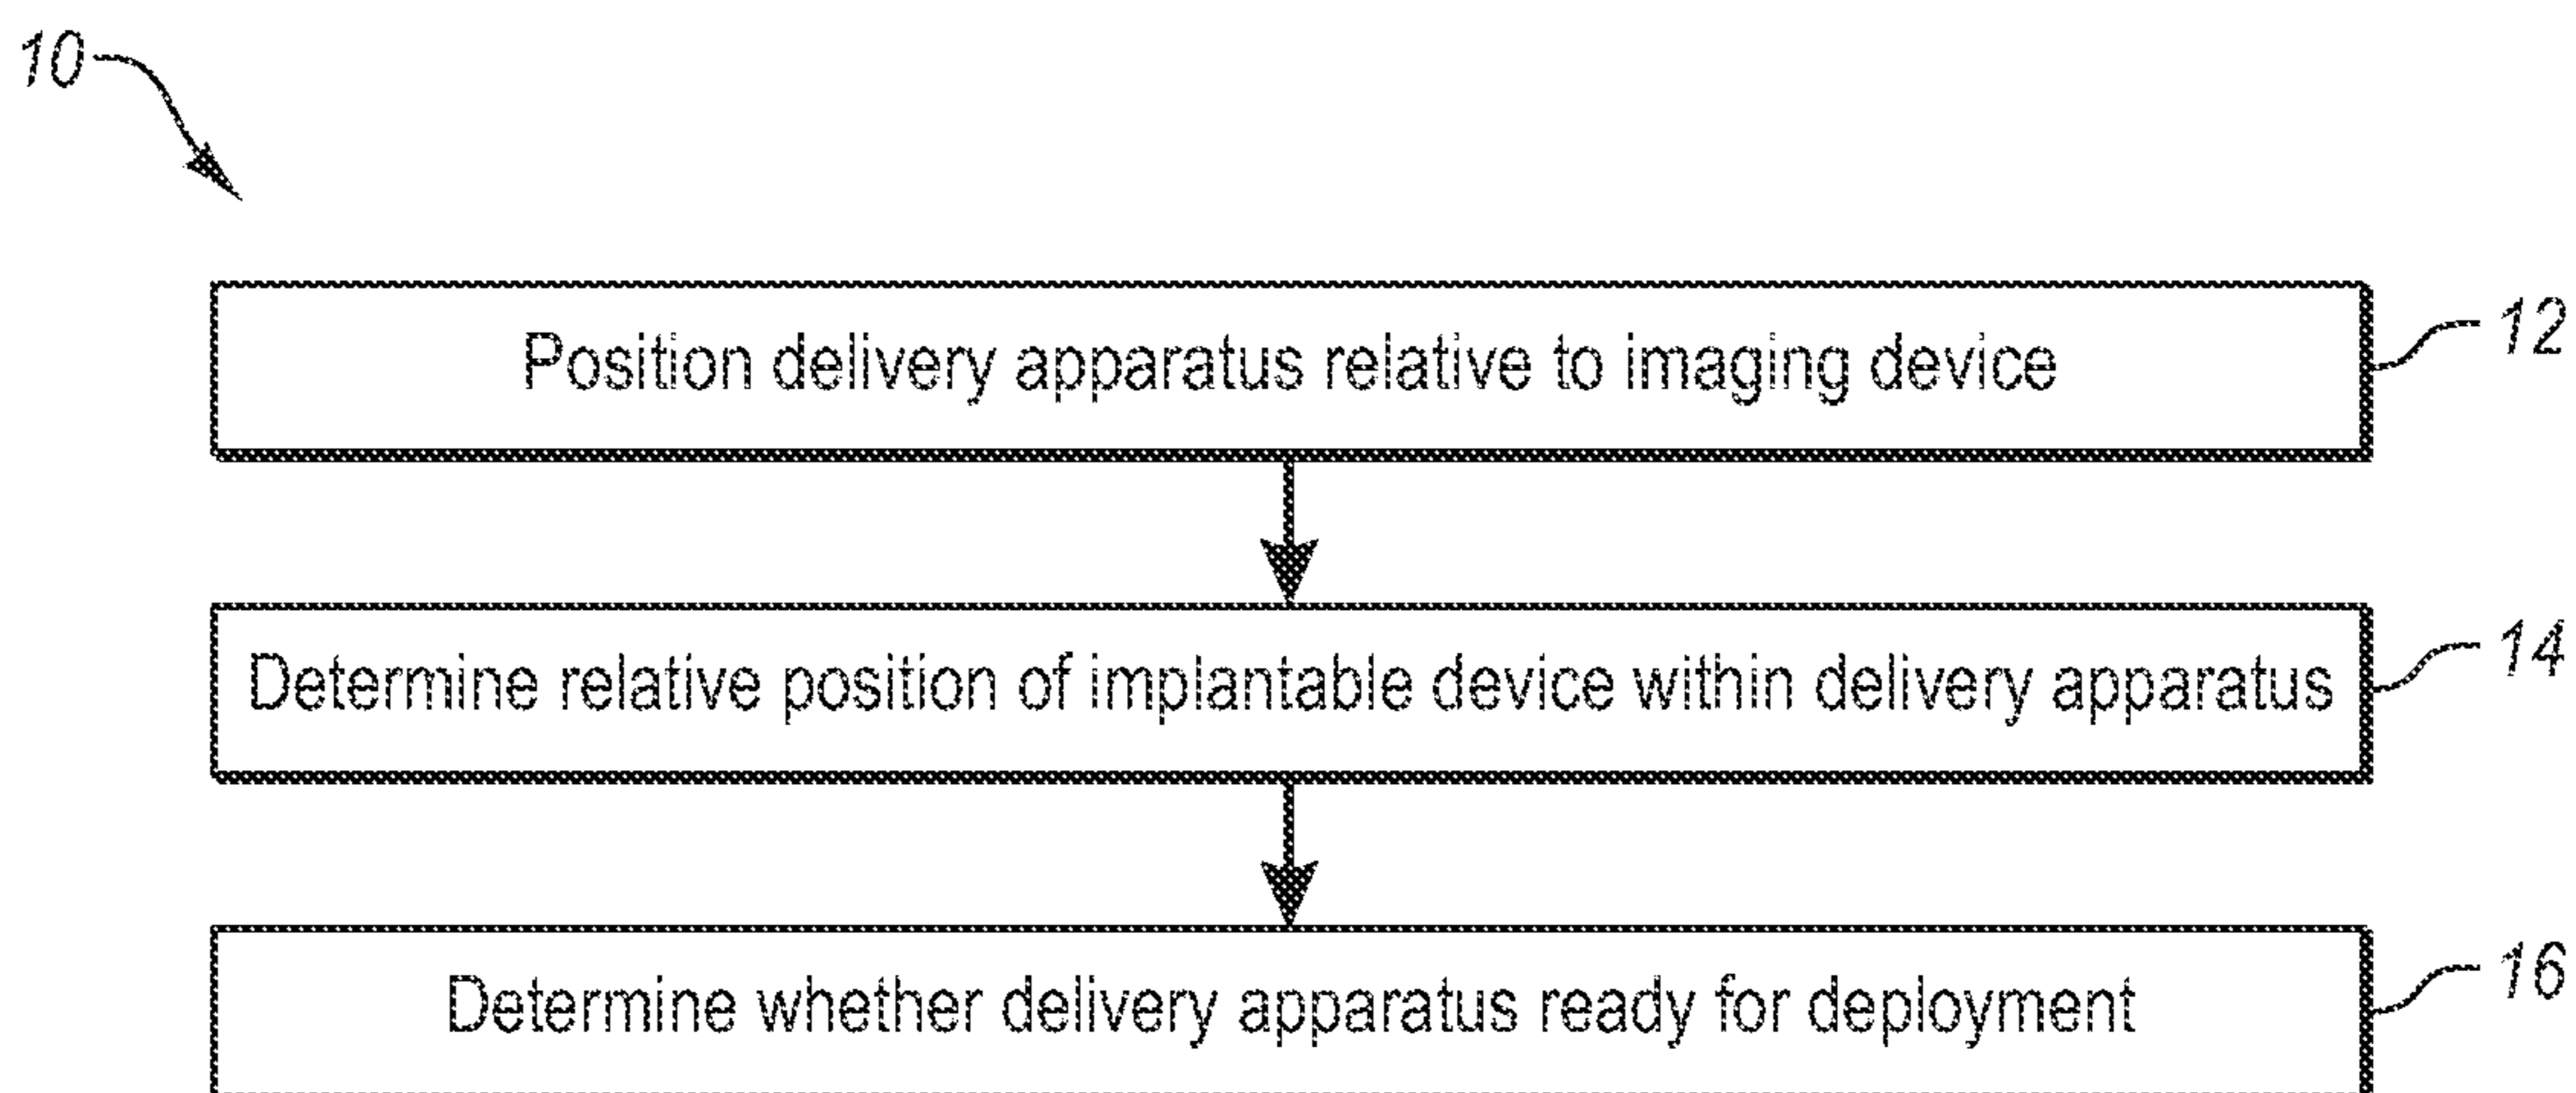 10
Position delivery apparatus relative to imaging device
12
Determine relative position of implantable device within delivery apparatus
14
Determine whether delivery apparatus ready for deployment
16